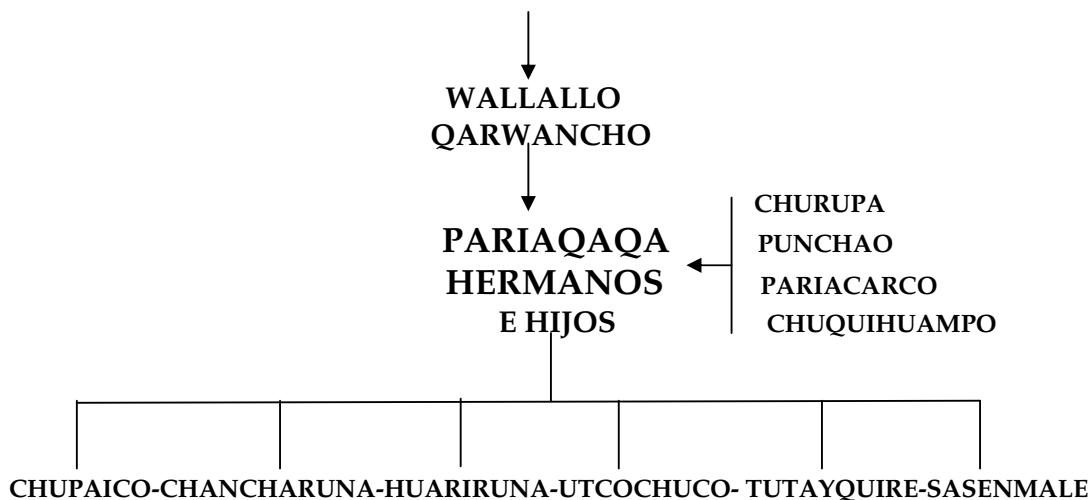 WALLALLO
QARWANCHO
PARIAQAQA
HERMANOS
E HIJOS
CHURUPA
PUNCHAO
PARIACARCO
CHUQUIHUAMPO
CHUPAICO-CHANCHARUNA-HUARIRUNA-UTCOCHUCO- TUTAYQUIRE-SASENMALE